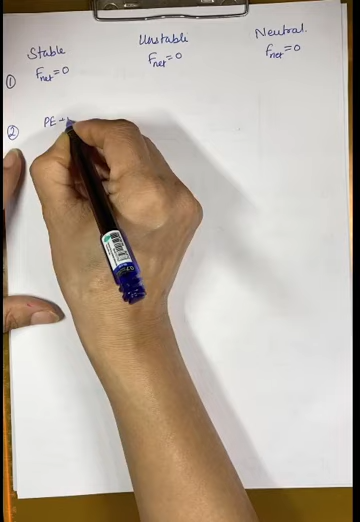 Stable Unstable Neutral.
① Fnet=0 Fnet=0 Fnet=0
② PE →